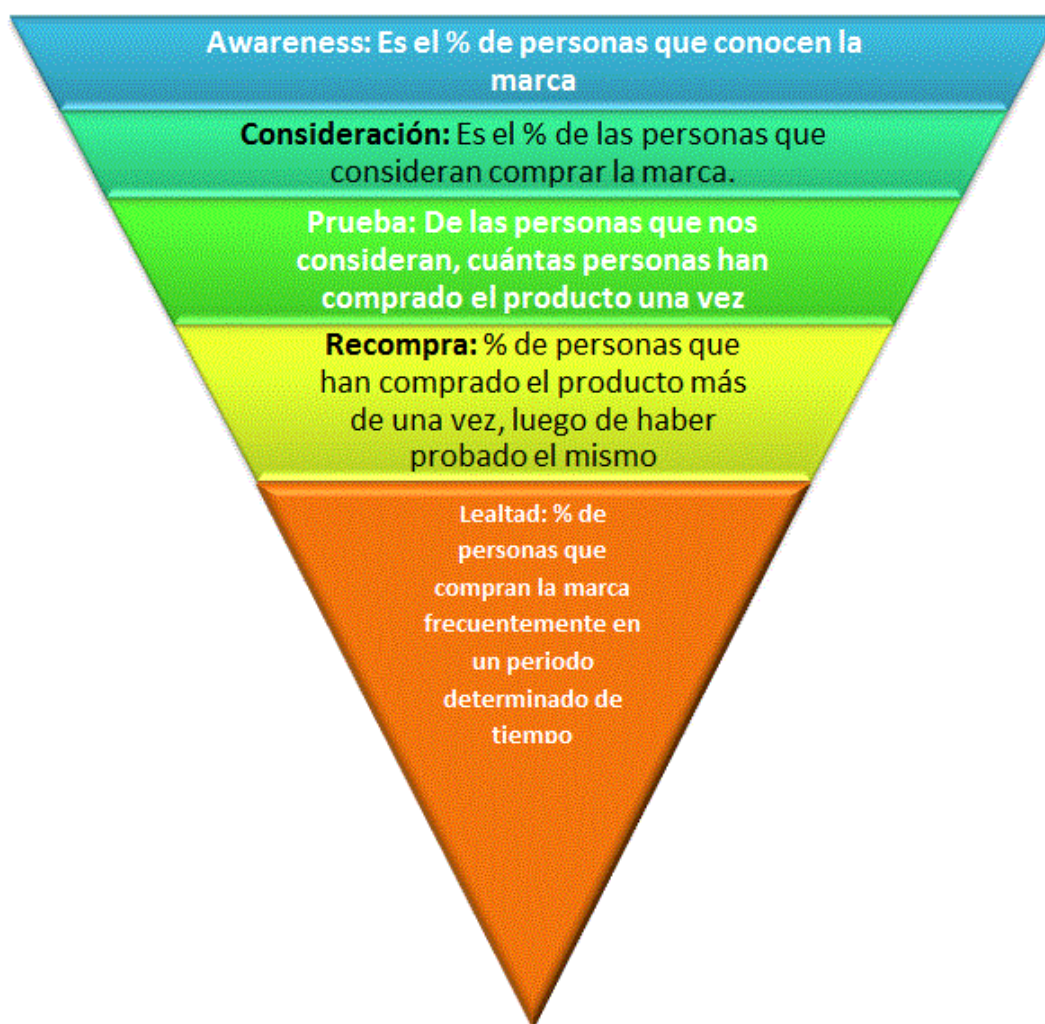 Awareness: Es el % de personas que conocen la
marca
Consideración: Es el % de las personas que
consideran comprar la marca.
Prueba: De las personas que nos
consideran, cuántas personas han
comprado el producto una vez
Recompra: % de personas que
han comprado el producto más
de una vez, luego de haber
probado el mismo
Lealtad: % de
personas que
compran la marca
frecuentemente en
un periodo
determinado de
tiempo